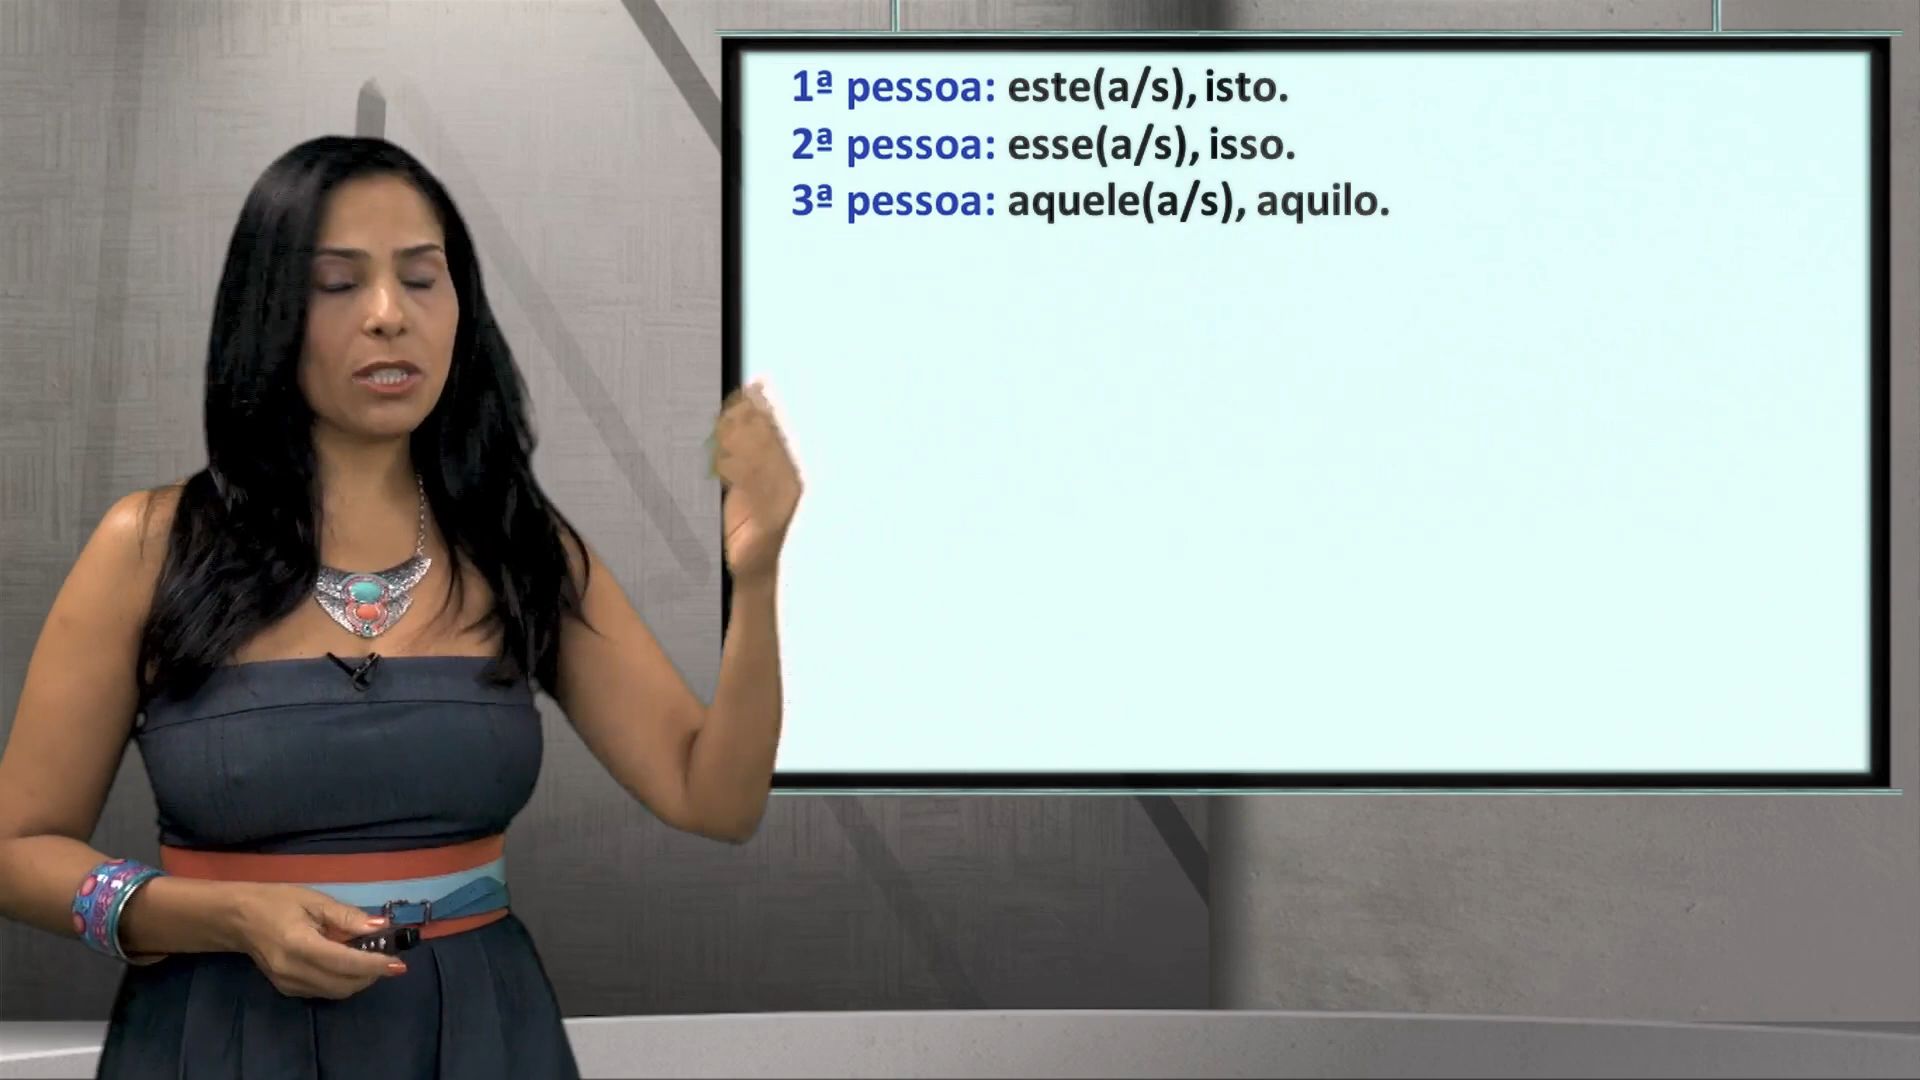 1ª pessoa: este(a/s), isto.
2ª pessoa: esse(a/s), isso.
3ª pessoa: aquele(a/s), aquilo.